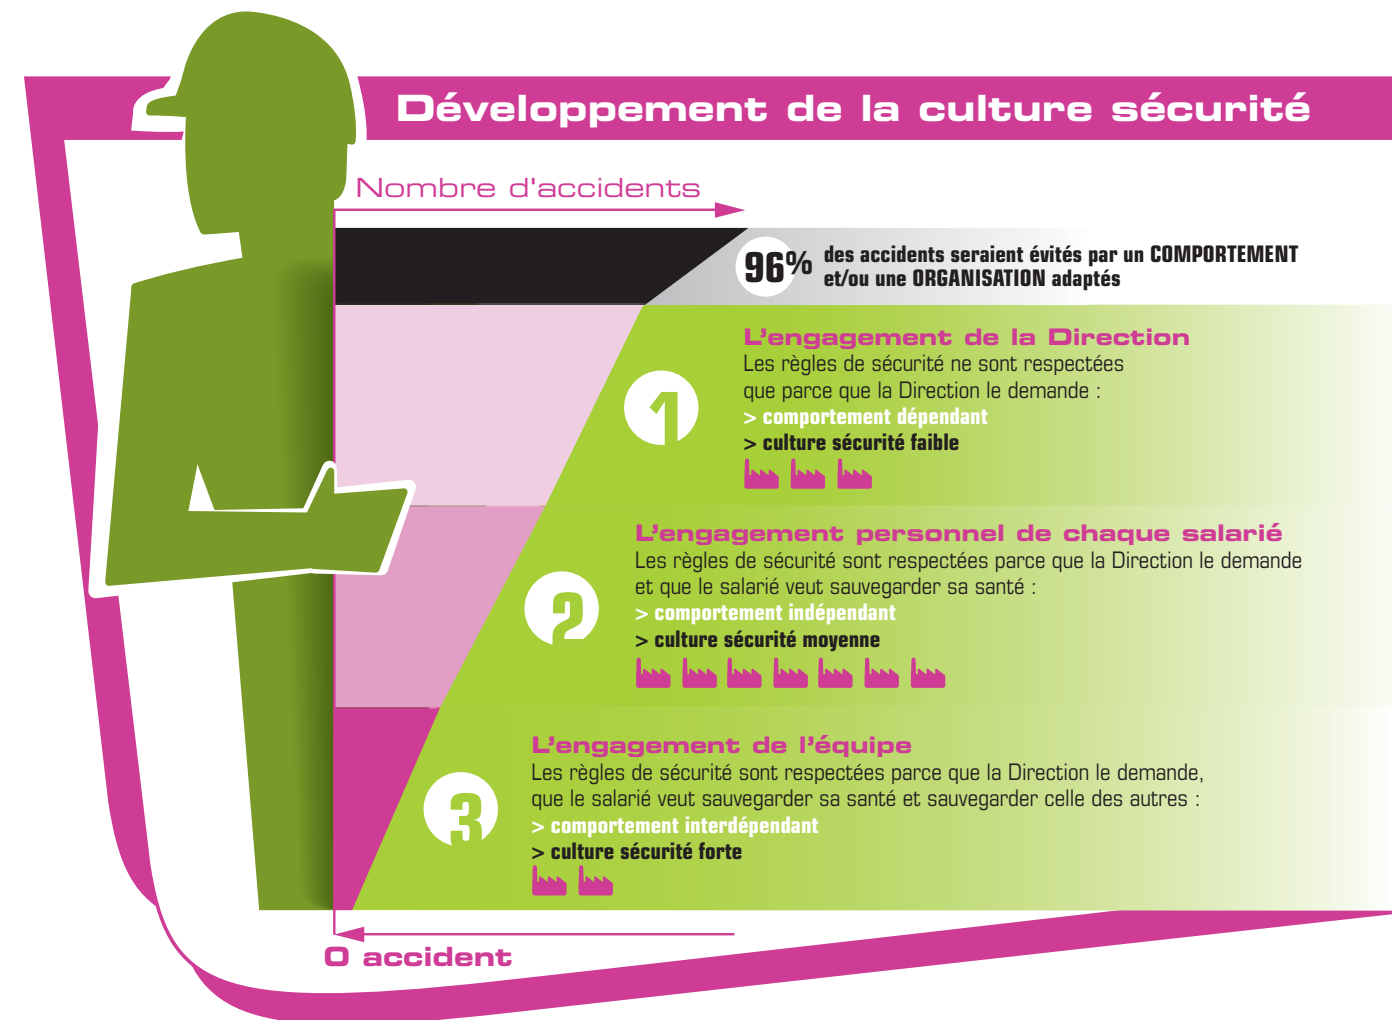 Développement de la culture sécurité
Nombre d'accidents
96% des accidents seraient évités par un COMPORTEMENT
et/ou une ORGANISATION adaptés
1
L'engagement de la Direction
Les règles de sécurité ne sont respectées
que parce que la Direction le demande :
> comportement dépendant
> culture sécurité faible
2
L'engagement personnel de chaque salarié
Les règles de sécurité sont respectées parce que la Direction le demande
et que le salarié veut sauvegarder sa santé :
> comportement indépendant
> culture sécurité moyenne
3
L'engagement de l'équipe
Les règles de sécurité sont respectées parce que la Direction le demande,
que le salarié veut sauvegarder sa santé et sauvegarder celle des autres :
> comportement interdépendant
> culture sécurité forte
0 accident